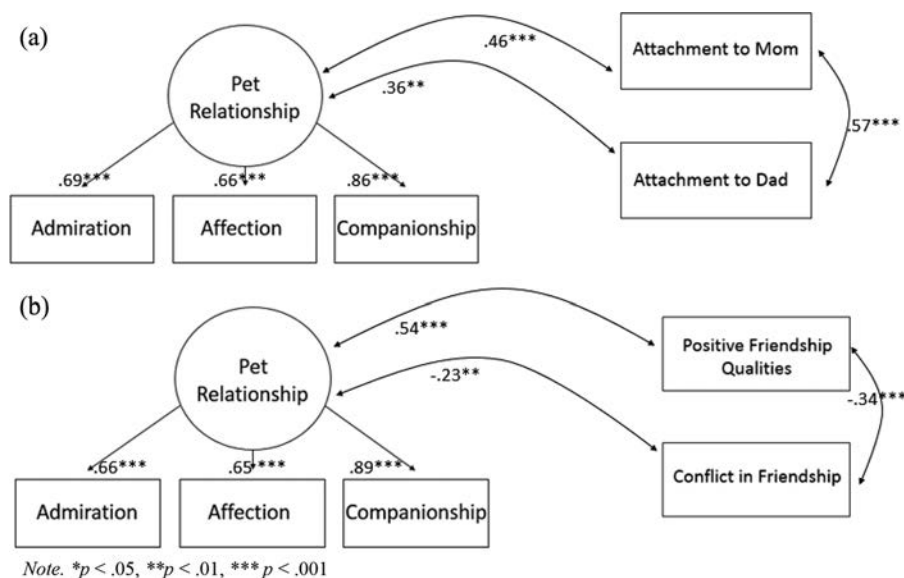 (a)
.46***
Attachment to Mom
Pet
Relationship
.36**
.57***
Attachment to Dad
.69***
.66***
.86***
Admiration
Affection
Companionship
(b)
.54***
Positive Friendship
Qualities
Pet
Relationship
-.23**
-.34***
.66***
.65***
.89***
Conflict in Friendship
Admiration
Affection
Companionship
Note. *p < .05, **p < .01, *** p < .001